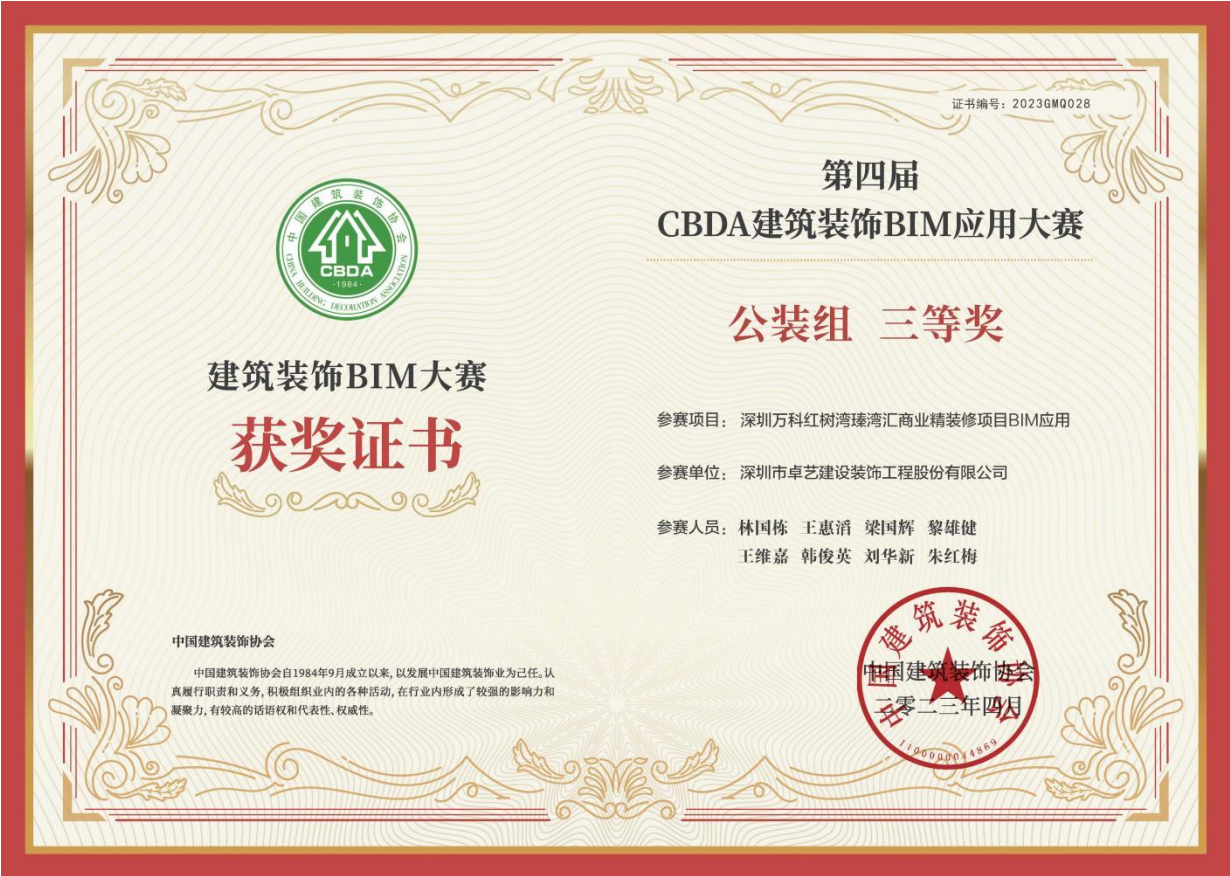 证书编号：2023GMQ028
中国建筑装饰协会
CBDA
·1984·
CHINA BUILDING DECORATION ASSOCIATION
建筑装饰BIM大赛
获奖证书
中国建筑装饰协会
中国建筑装饰协会自1984年9月成立以来，以发展中国建筑装饰业为己任。认
真履行职责和义务，积极组织业内的各种活动，在行业内形成了较强的影响力和
凝聚力，有较高的话语权和代表性、权威性。
第四届
CBDA建筑装饰BIM应用大赛
公装组 三等奖
参赛项目： 深圳万科红树湾臻湾汇商业精装修项目BIM应用
参赛单位： 深圳市卓艺建设装饰工程股份有限公司
参赛人员： 林国栋 王惠滔 梁国辉 黎雄健
王维嘉 韩俊英 刘华新 朱红梅
中国建筑装饰协会
二零二三年四月
中国建筑装饰协会